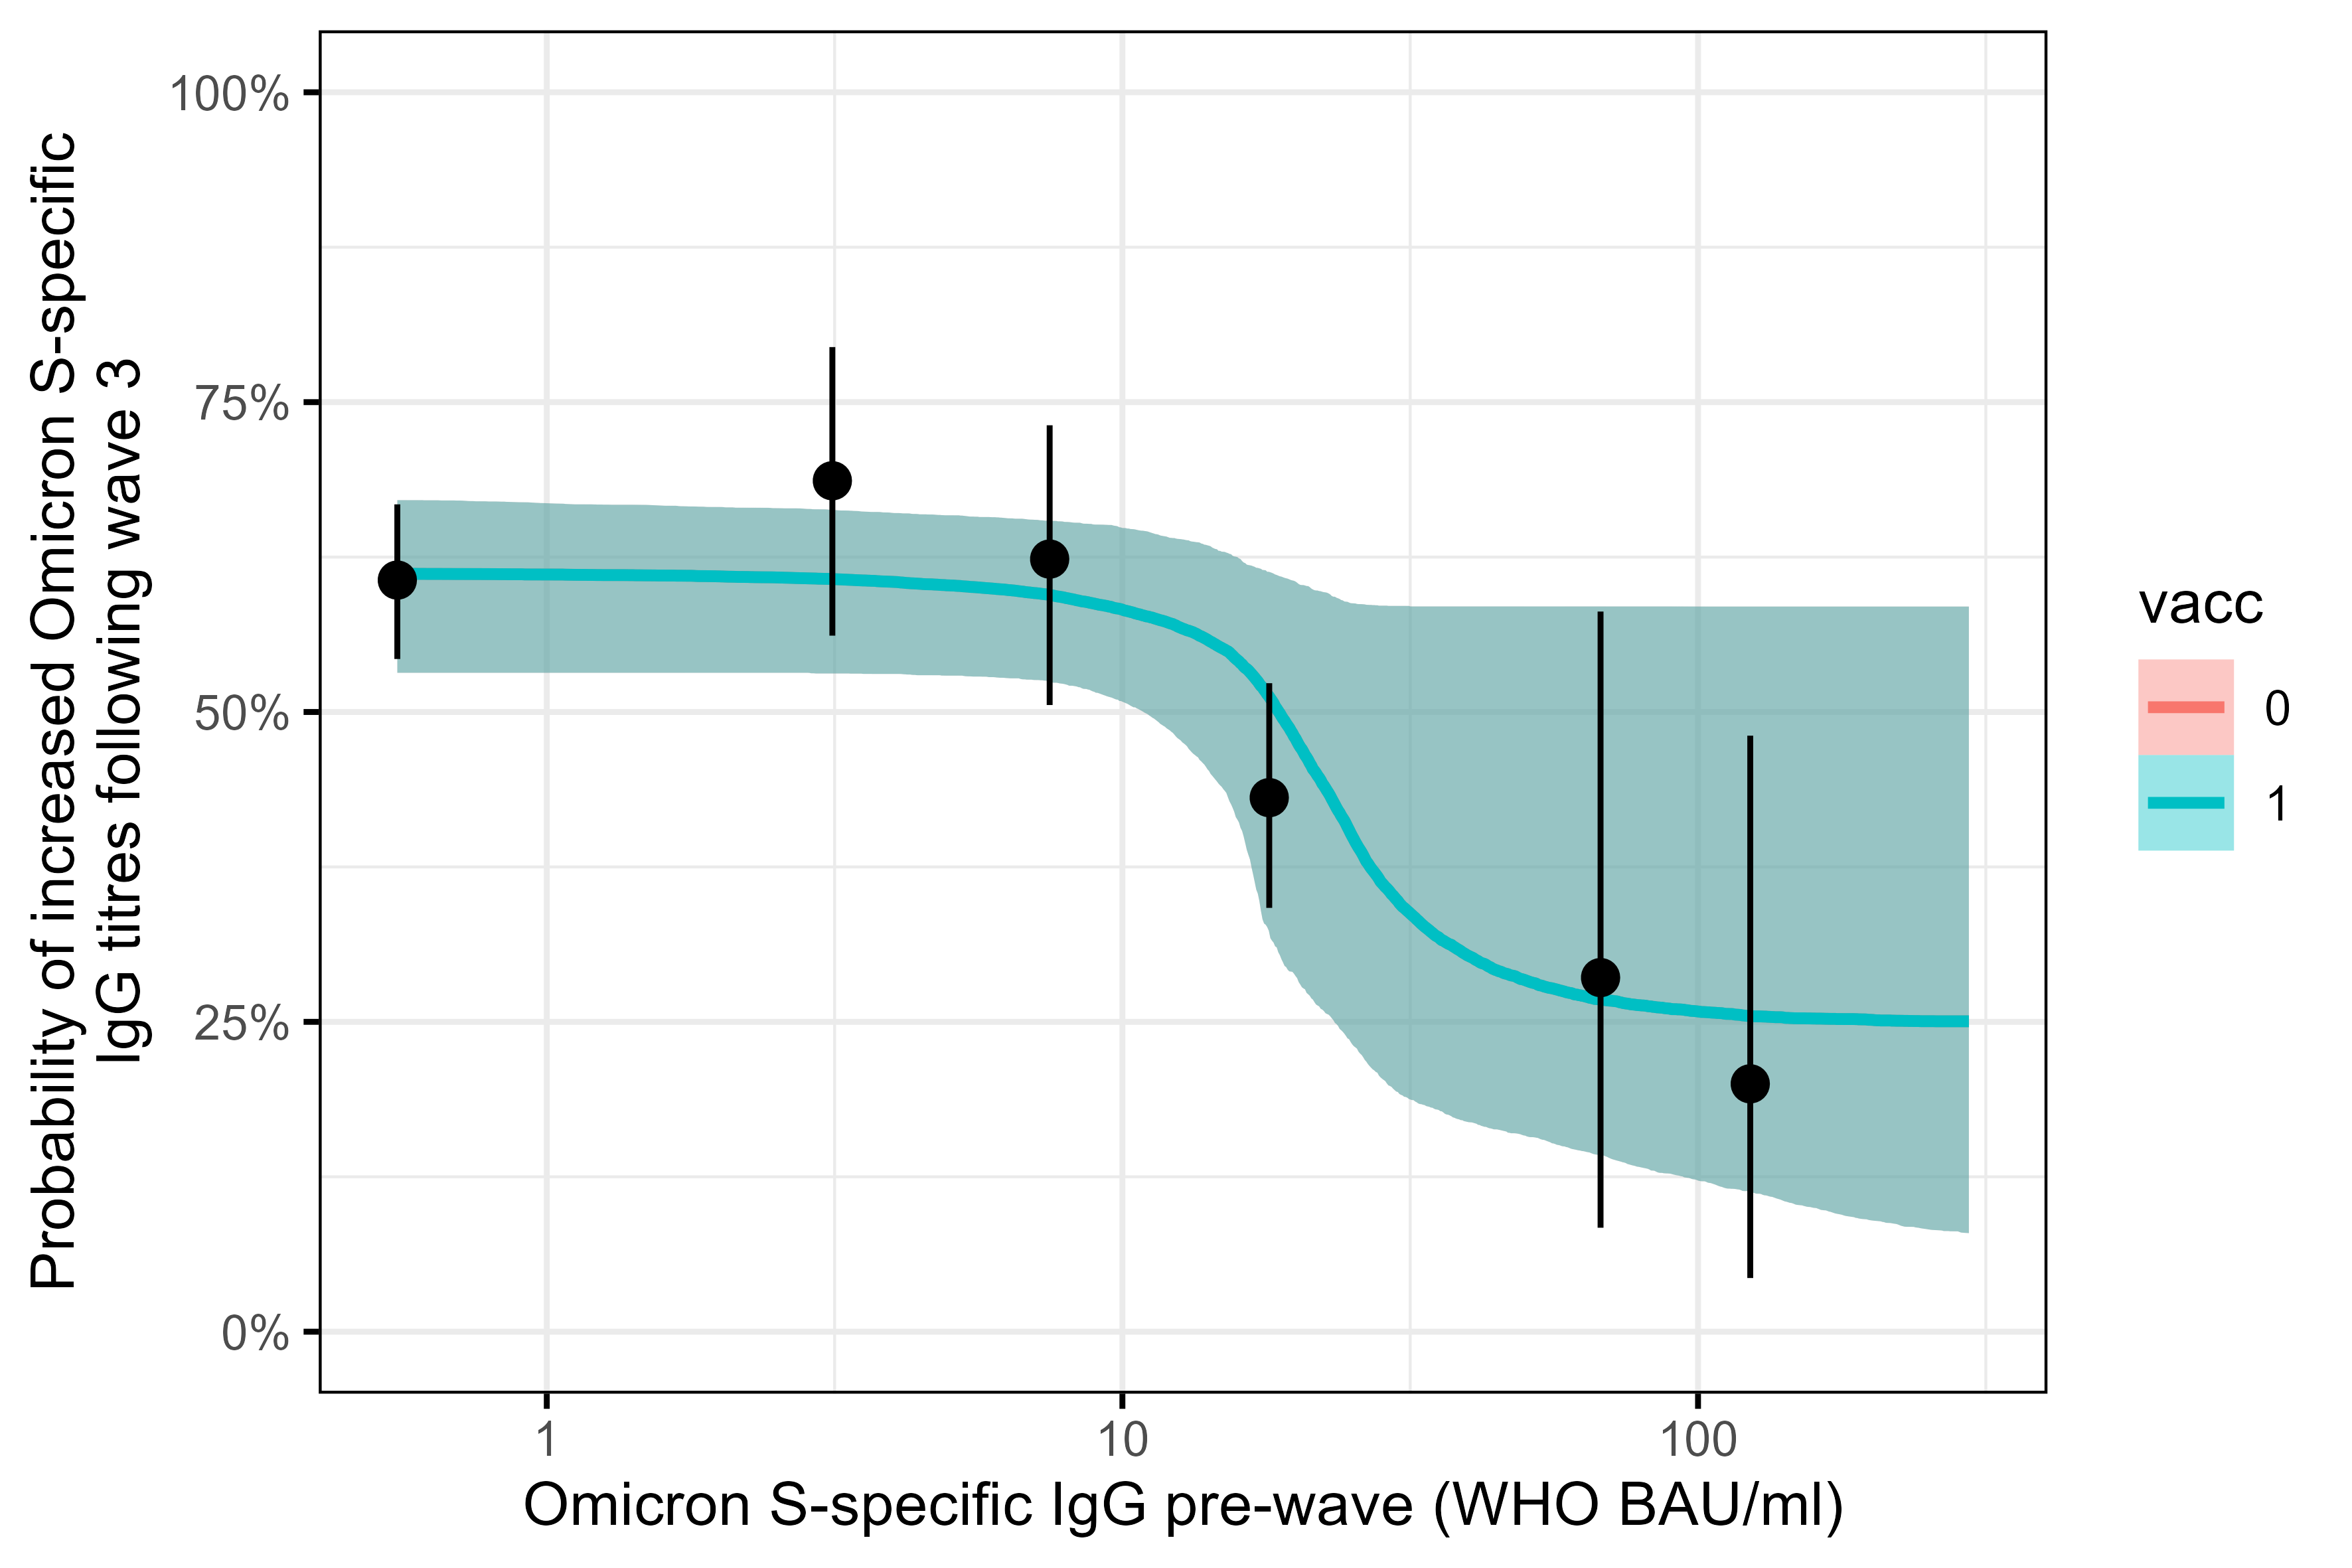 Probability of increased Omicron S-specific
IgG titres following wave 3
100%
75%
50%
25%
0%
1
10
100
Omicron S-specific IgG pre-wave (WHO BAU/ml)
vacc
0
1